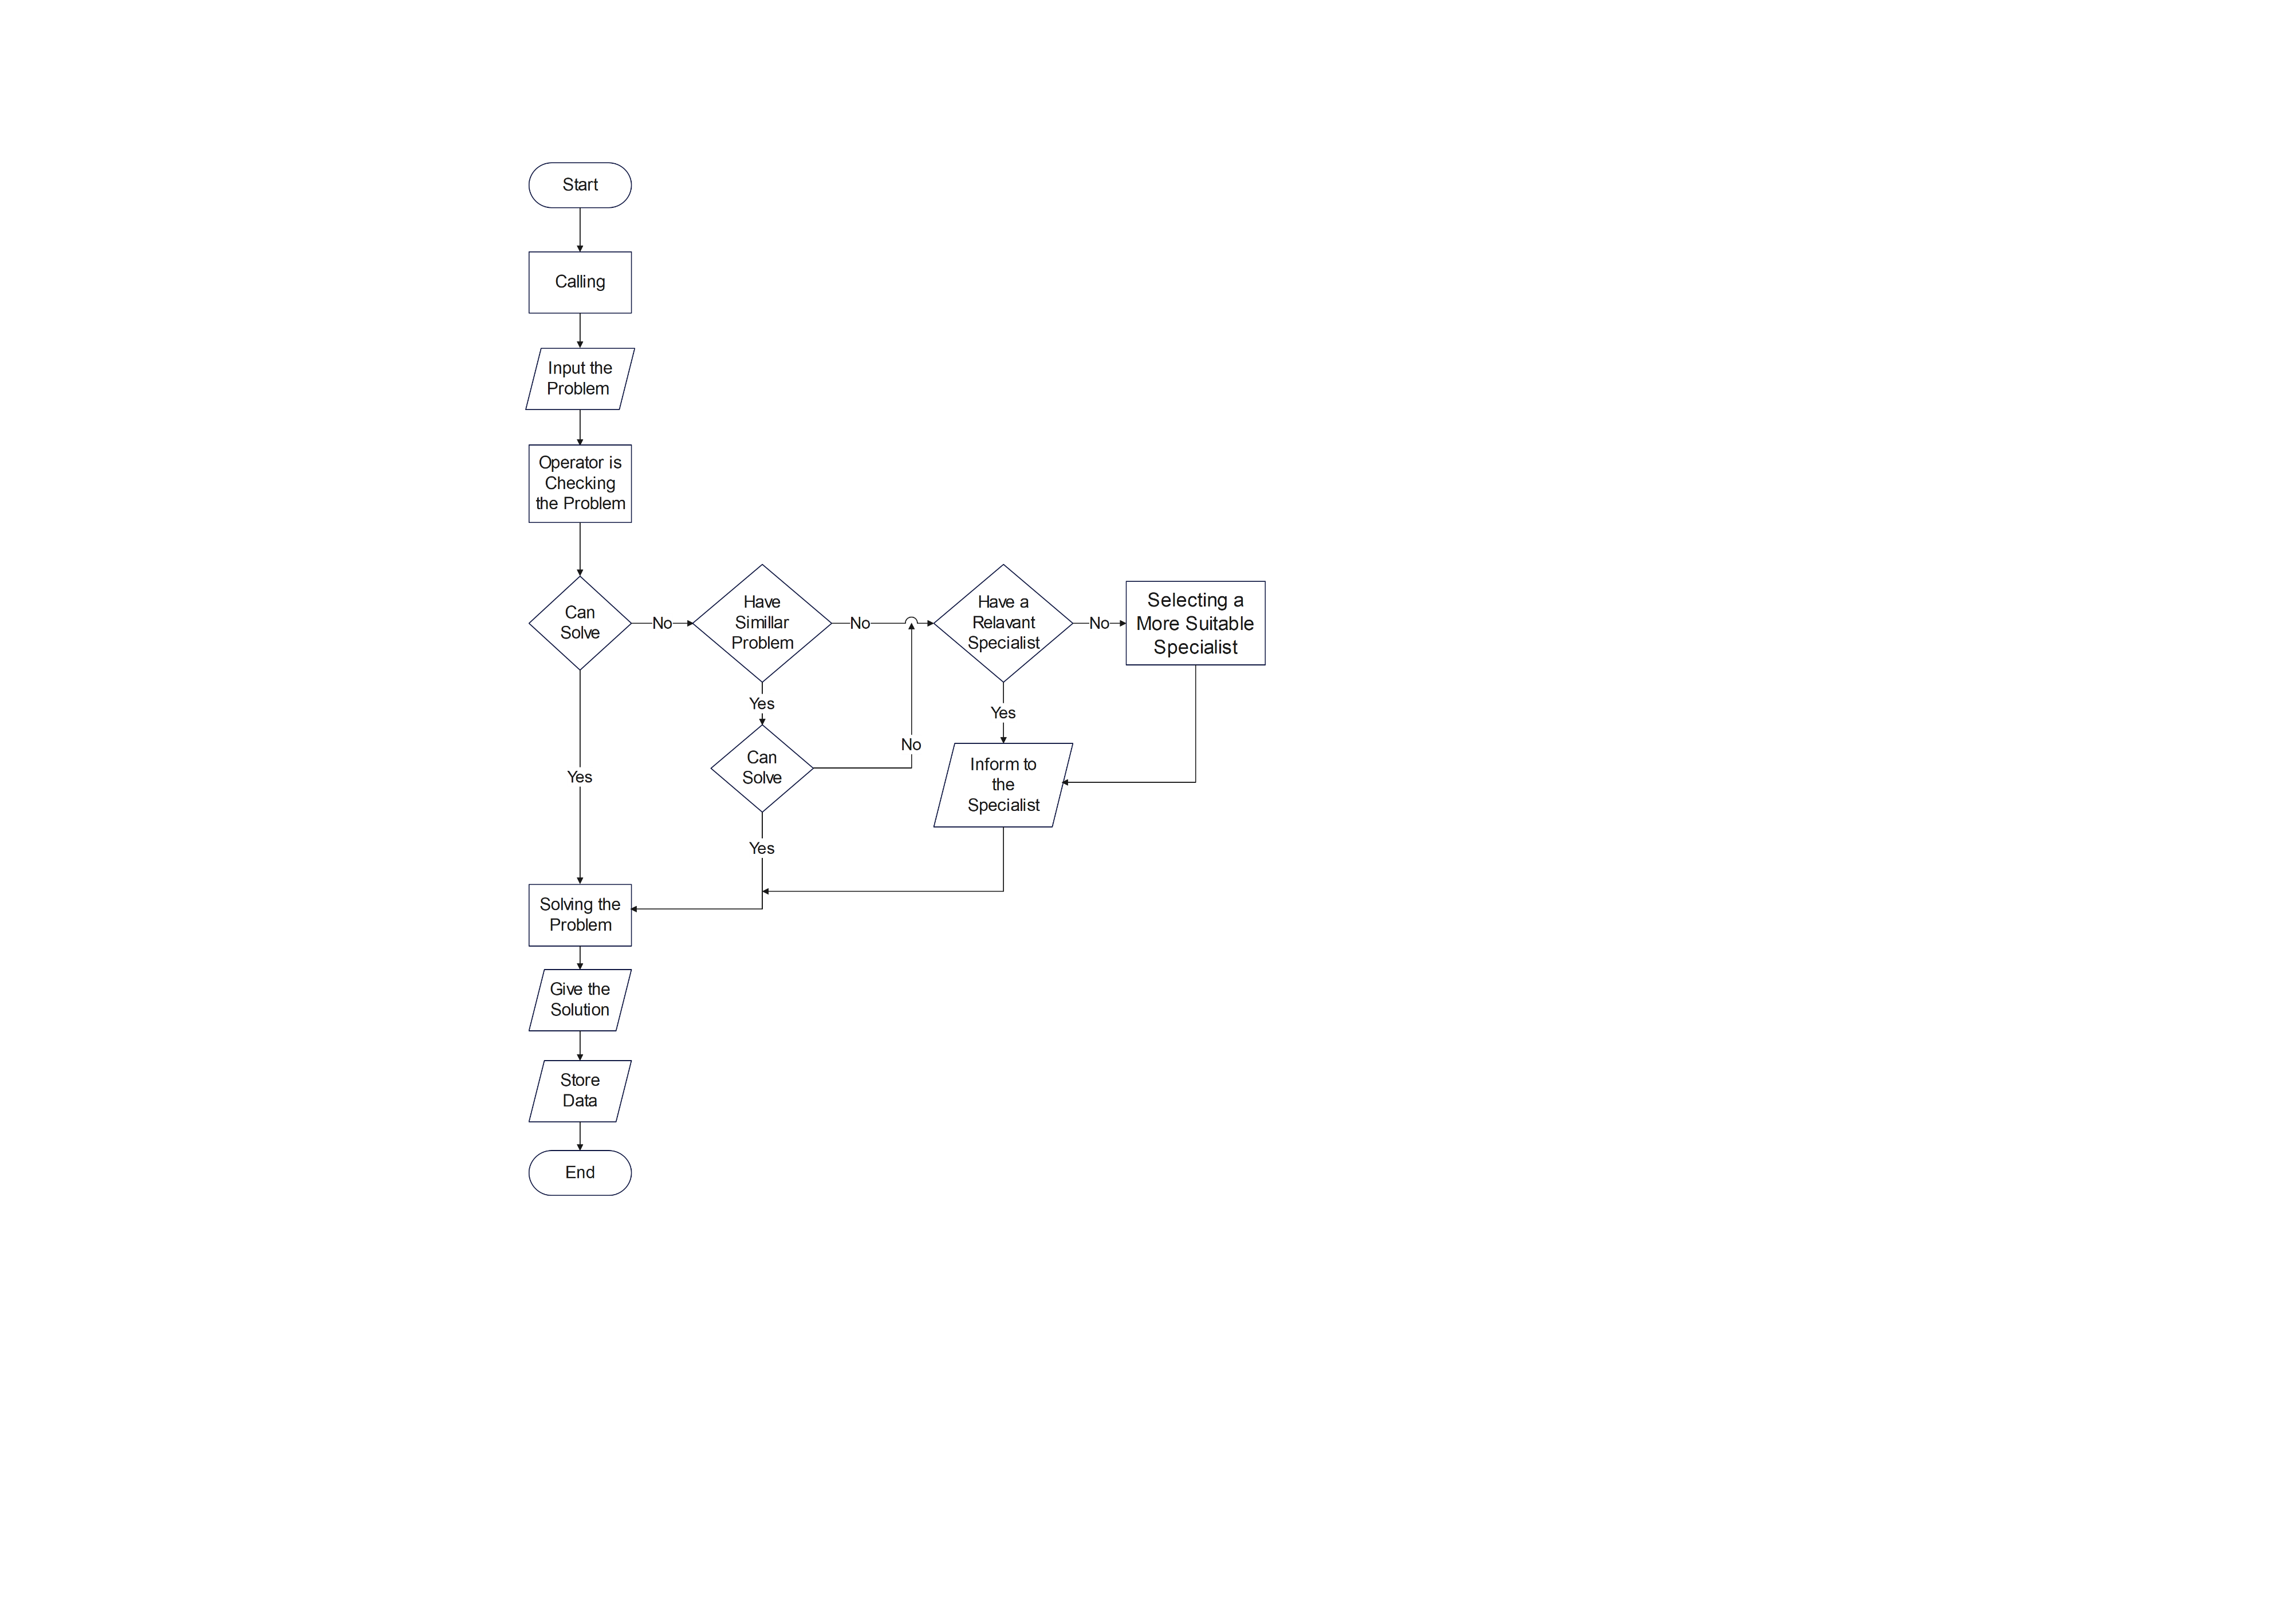 Start
Calling
Input the
Problem
Operator is
Checking
the Problem
Can
Solve
No
Have
Simillar
Problem
No
Have a
Relavant
Specialist
No
Selecting a
More Suitable
Specialist
Yes
Yes
Can
Solve
No
Inform to
the
Specialist
Yes
Yes
Solving the
Problem
Give the
Solution
Store
Data
End